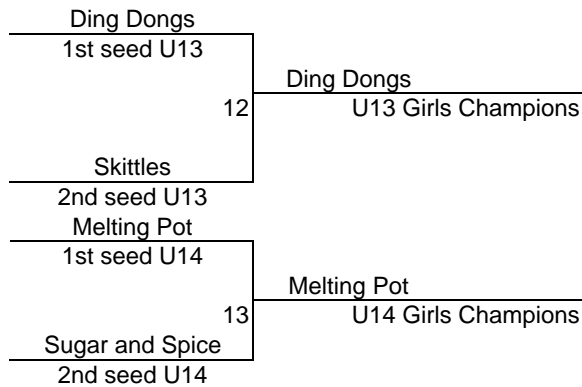 Ding Dongs
1st seed U13
Ding Dongs
12
U13 Girls Champions
Skittles
2nd seed U13
Melting Pot
1st seed U14
Melting Pot
13
U14 Girls Champions
Sugar and Spice
2nd seed U14